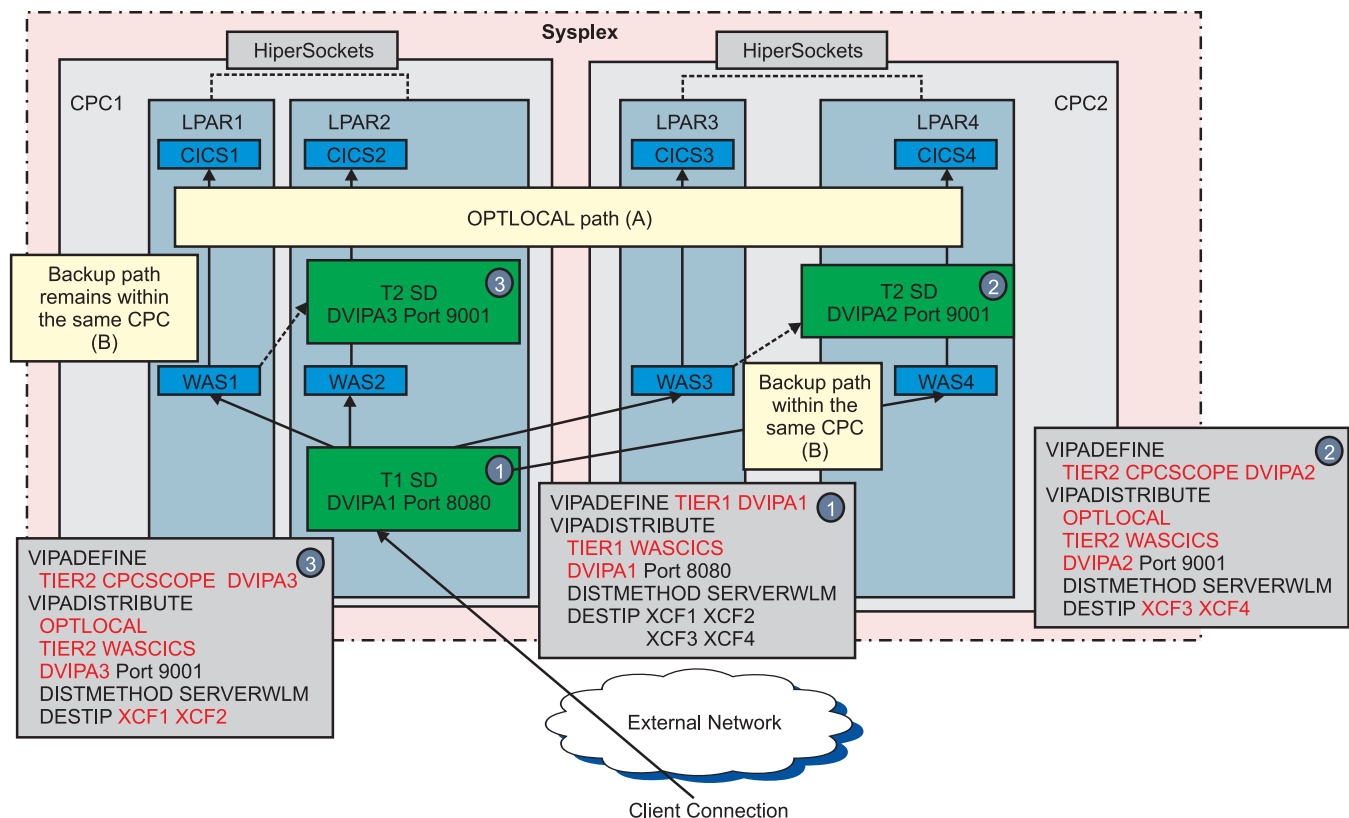 Sysplex
HiperSockets
HiperSockets
CPC1
CPC2
LPAR1
LPAR2
LPAR3
LPAR4
CICS1
CICS2
CICS3
CICS4
OPTLOCAL path (A)
Backup path
remains within
the same CPC
(B)
T2 SD
DVIPA3 Port 9001
3
T2 SD
DVIPA2 Port 9001
2
WAS1
WAS2
WAS3
WAS4
Backup path
within the
same CPC
(B)
T1 SD
DVIPA1 Port 8080
1
VIPADEFINE
TIER2 CPCSCOPE DVIPA3
VIPADISTRIBUTE
OPTLOCAL
TIER2 WASCICS
DVIPA3 Port 9001
DISTMETHOD SERVERWLM
DESTIP XCF1 XCF2
3
VIPADEFINE TIER1 DVIPA1
VIPADISTRIBUTE
TIER1 WASCICS
DVIPA1 Port 8080
DISTMETHOD SERVERWLM
DESTIP XCF1 XCF2
XCF3 XCF4
1
VIPADEFINE
TIER2 CPCSCOPE DVIPA2
VIPADISTRIBUTE
OPTLOCAL
TIER2 WASCICS
DVIPA2 Port 9001
DISTMETHOD SERVERWLM
DESTIP XCF3 XCF4
2
External Network
Client Connection